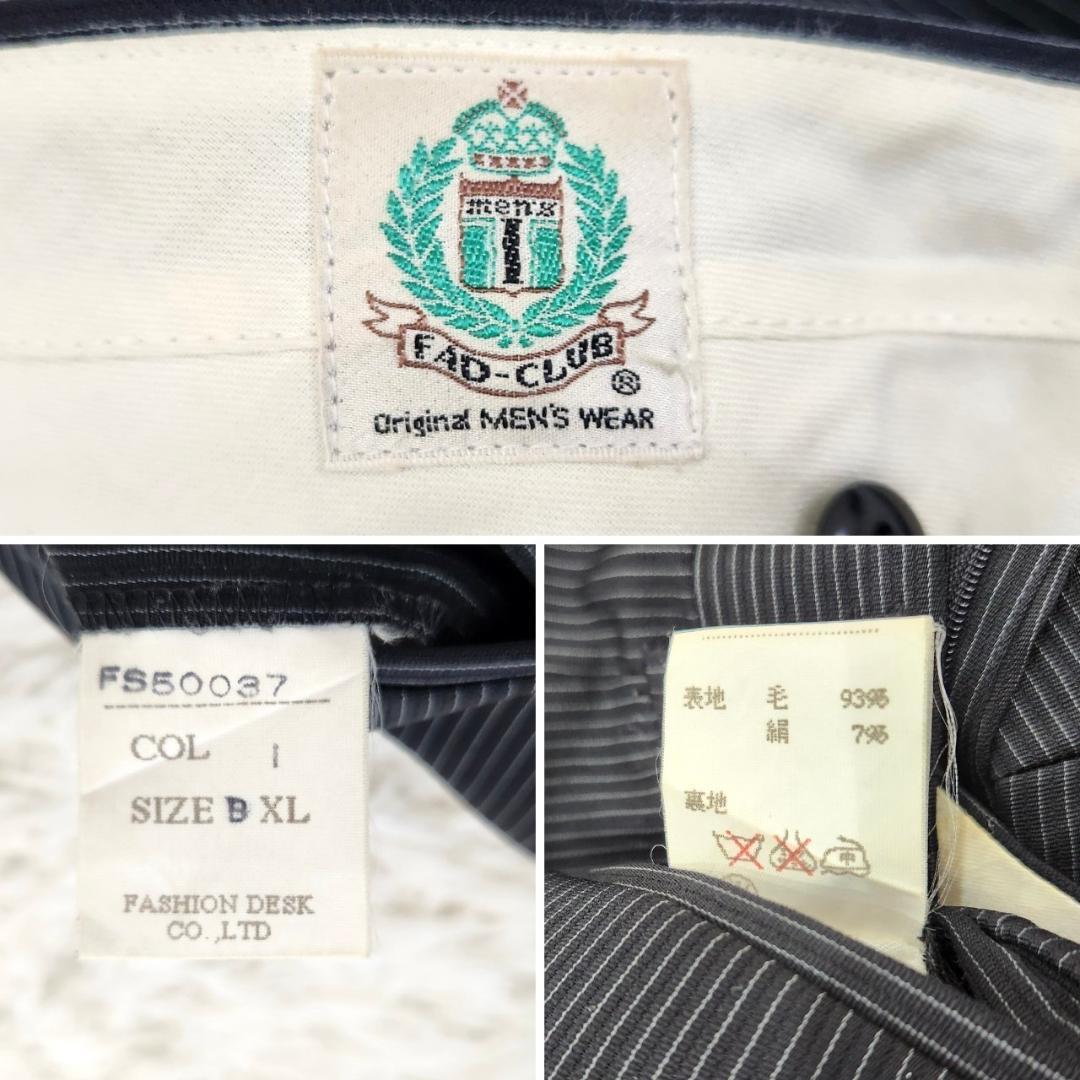 men's
T
FAD-CLUB
®
Original MEN'S WEAR
FS50037
COL 1
SIZE B XL
FASHION DESK
CO.,LTD
表地 毛 93%
絹 7%
裏地
中